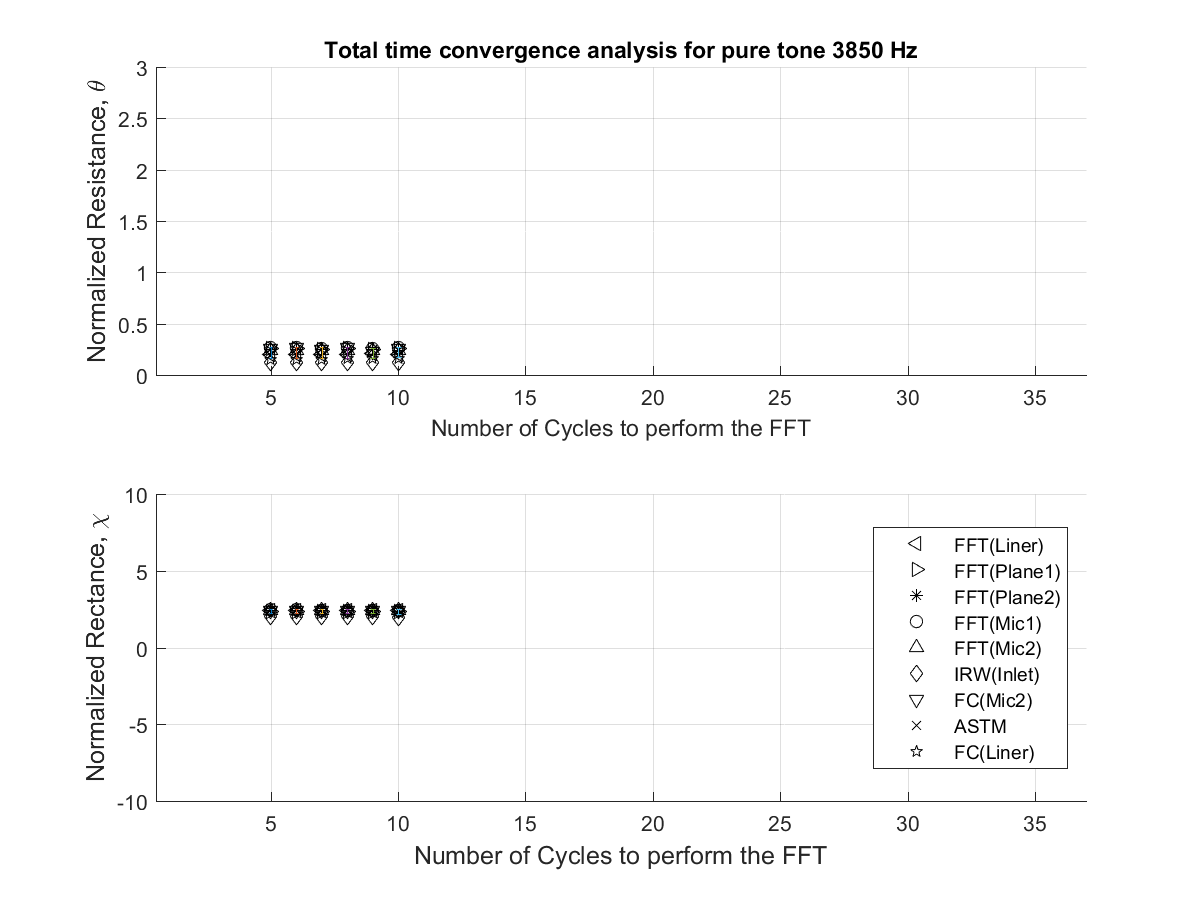 Total time convergence analysis for pure tone 3850 Hz
3
2.5
2
1.5
1
0.5
0
Normalized Resistance, θ
5 10 15 20 25 30 35
Number of Cycles to perform the FFT
10
5
0
-5
-10
Normalized Rectance, χ
FFT(Liner)
FFT(Plane1)
FFT(Plane2)
FFT(Mic1)
FFT(Mic2)
IRW(Inlet)
FC(Mic2)
ASTM
FC(Liner)
5 10 15 20 25 30 35
Number of Cycles to perform the FFT